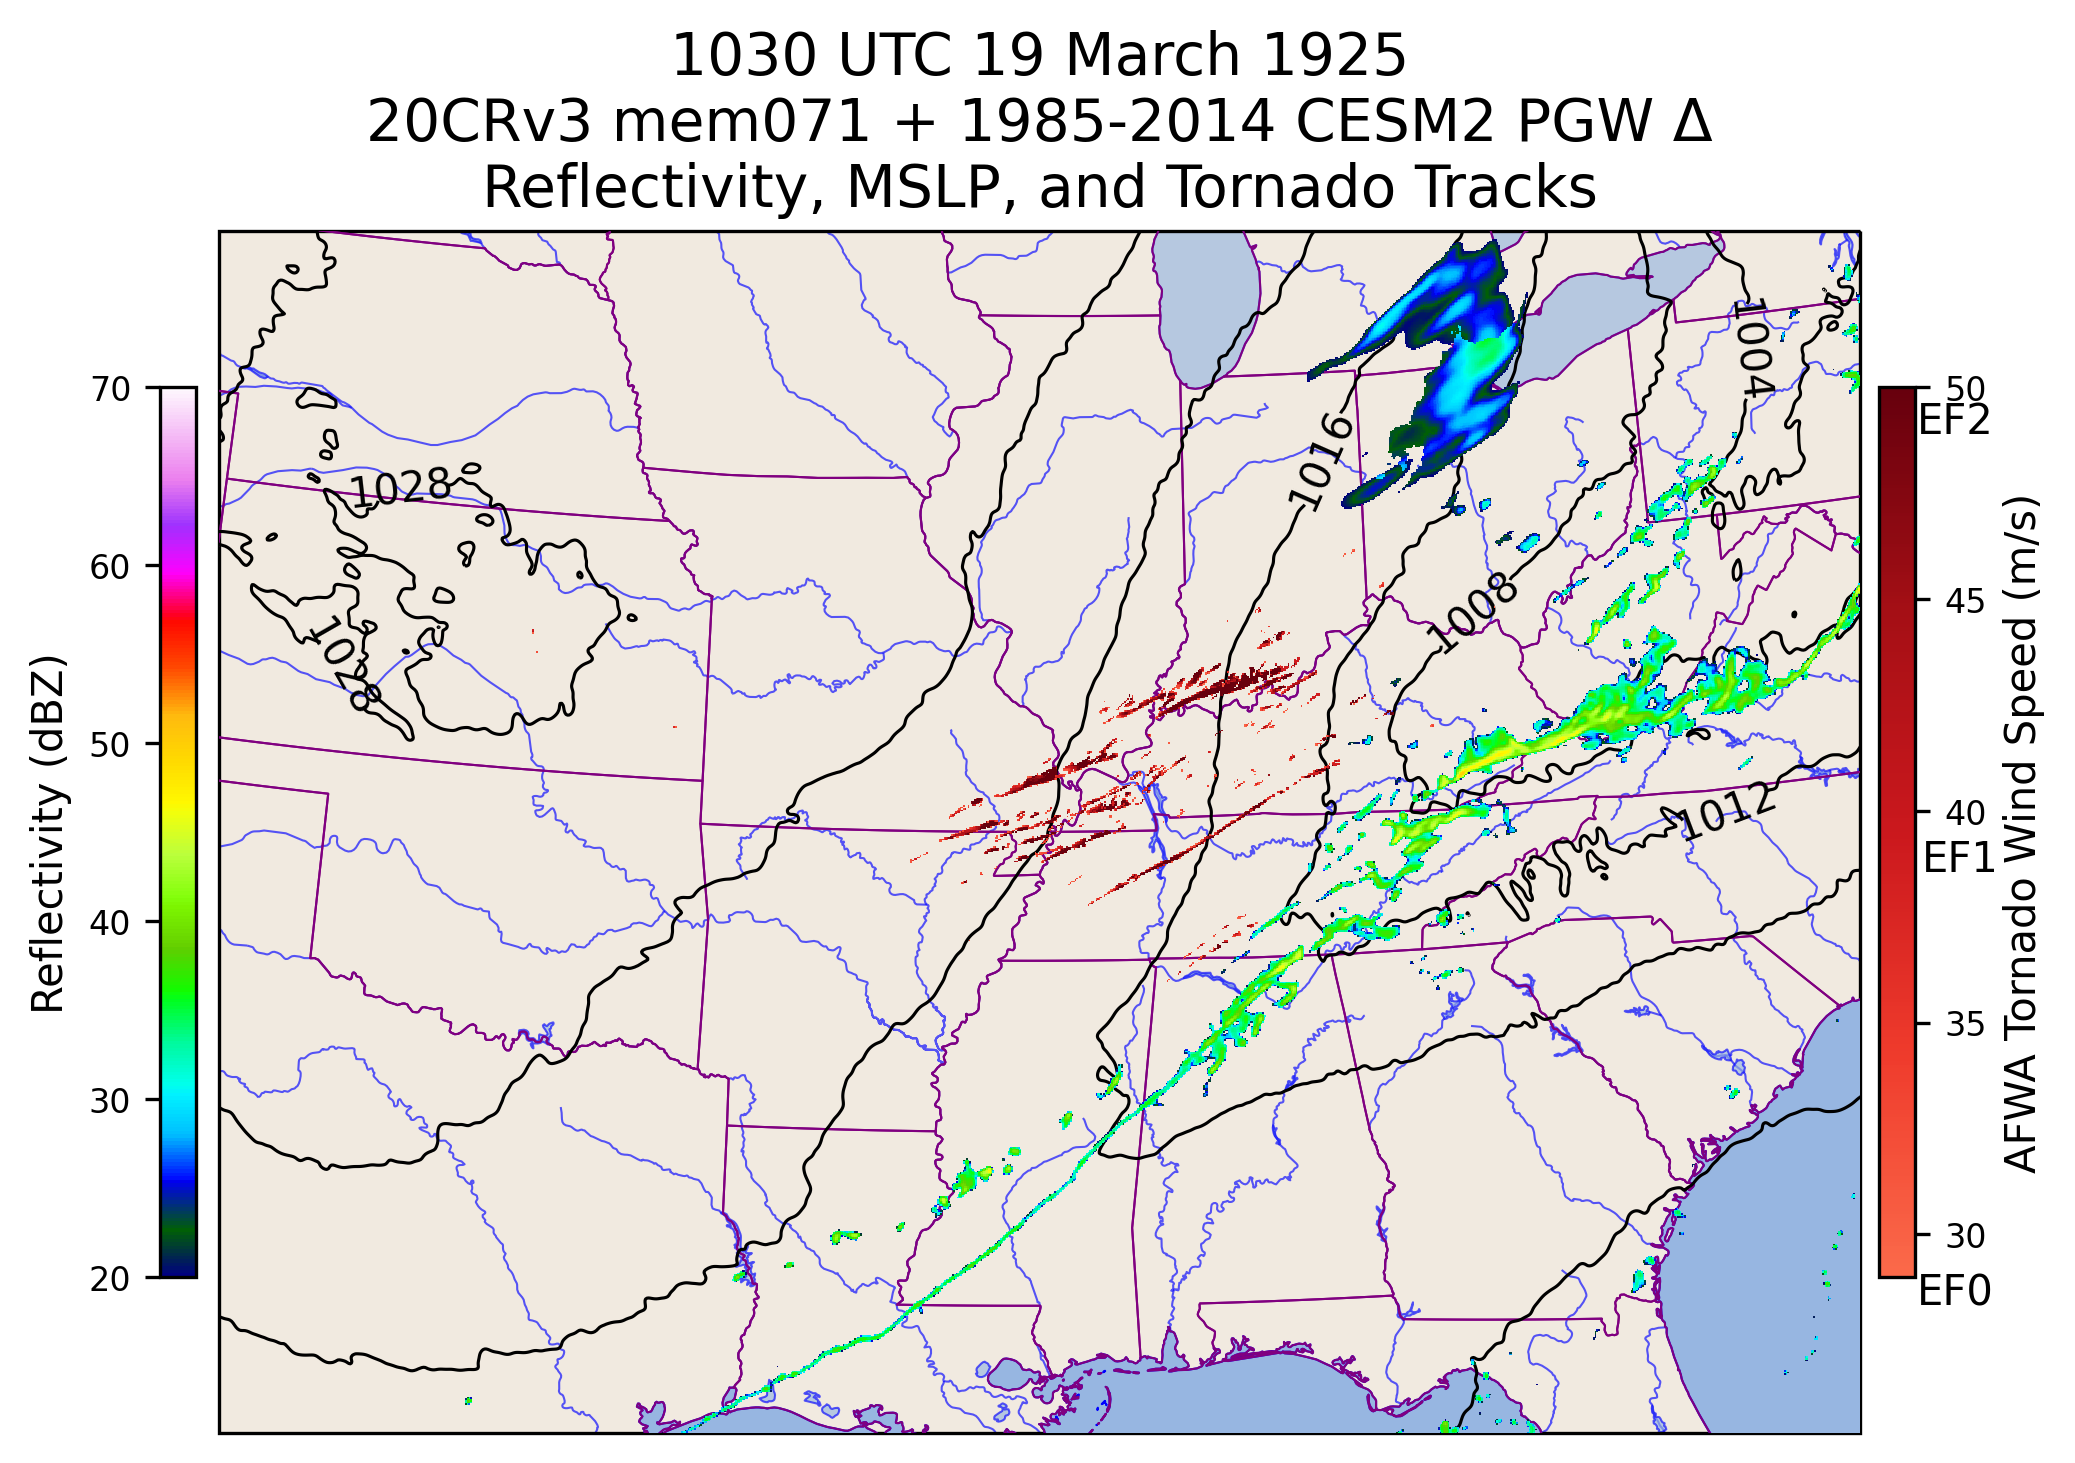 1030 UTC 19 March 1925
20CRv3 mem071 + 1985-2014 CESM2 PGW Δ
Reflectivity, MSLP, and Tornado Tracks
70
60
50
40
30
20
Reflectivity (dBZ)
1028
1028
1016
1008
1004
1012
50
EF2
45
40
EF1
35
30
EF0
AFWA Tornado Wind Speed (m/s)